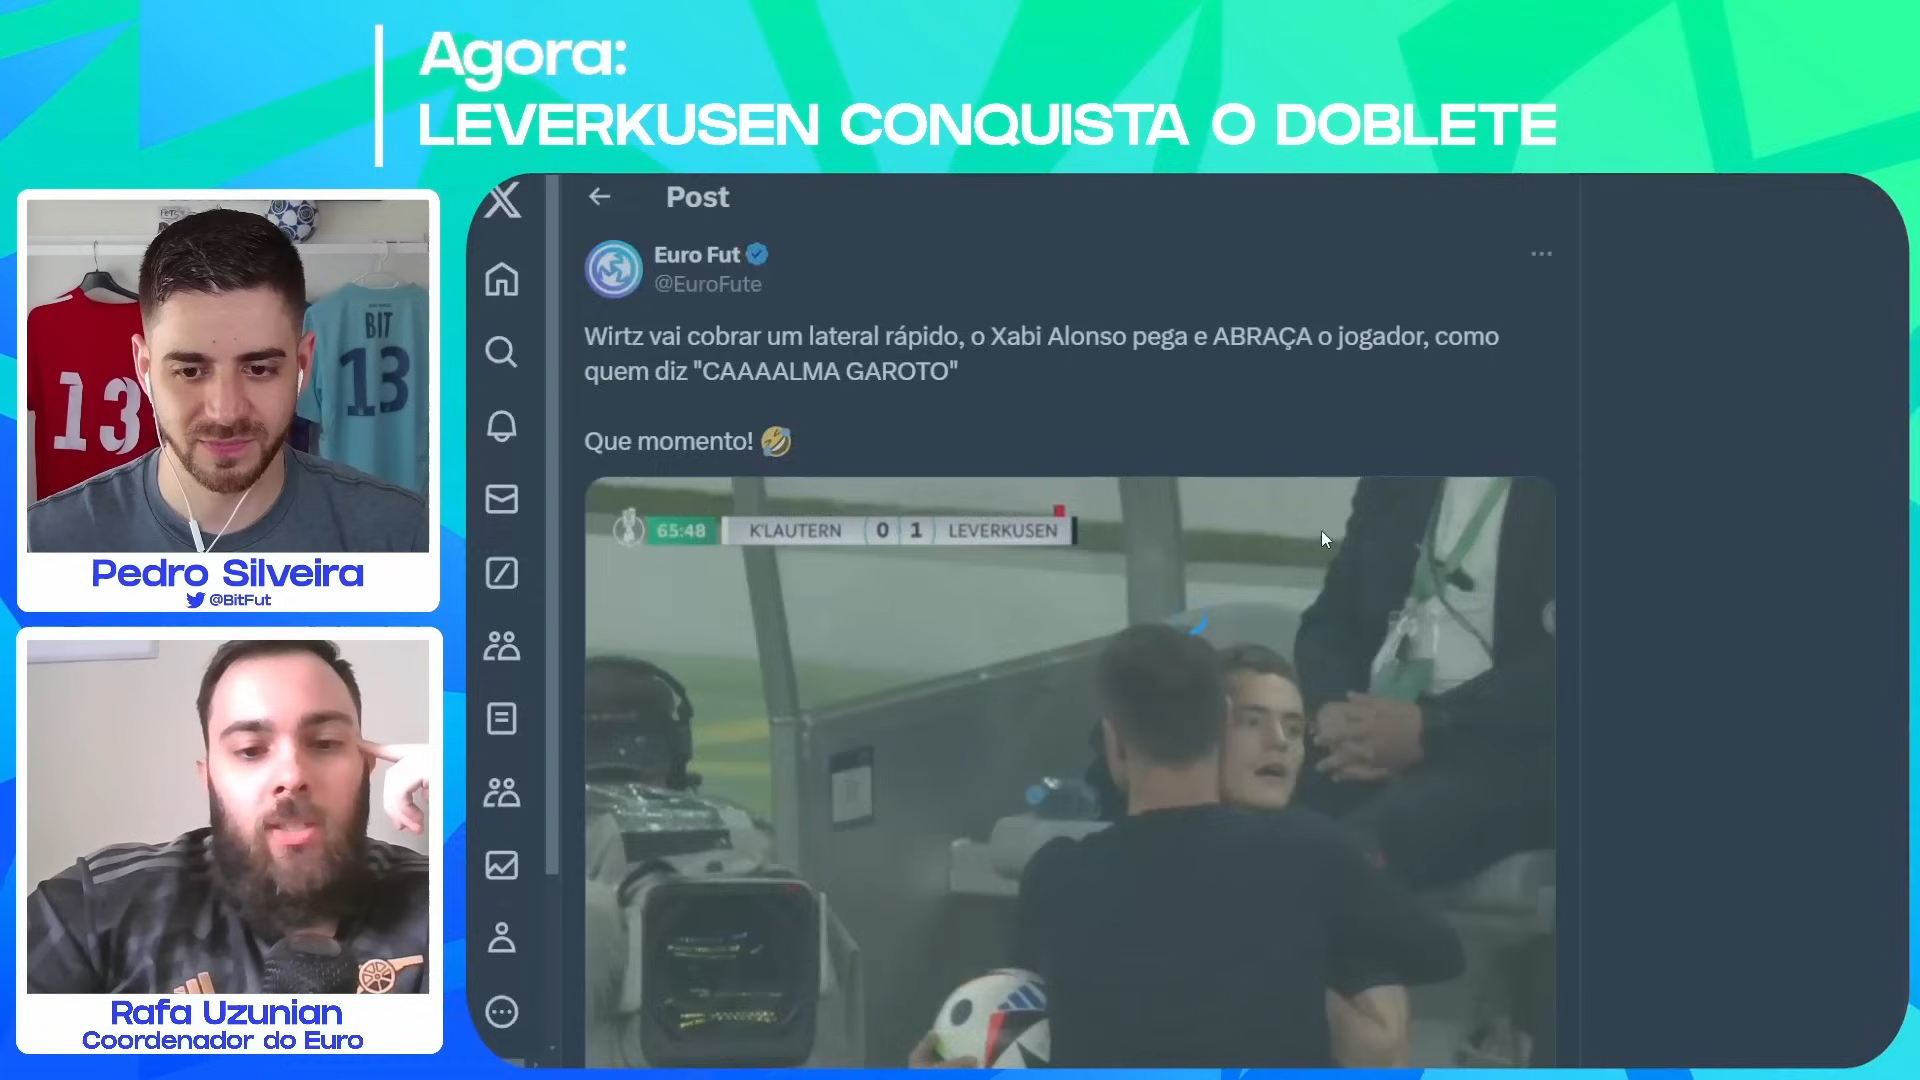 Agora:
LEVERKUSEN CONQUISTA O DOBLETE
BIT
13
13
Pedro Silveira
@BitFut
Rafa Uzunian
Coordenador do Euro
Post
Euro Fut
@EuroFute
Wirtz vai cobrar um lateral rápido, o Xabi Alonso pega e ABRAÇA o jogador, como
quem diz "CAAAALMA GAROTO"
Que momento! 🤣
65:48 K'LAUTERN 0 1 LEVERKUSEN